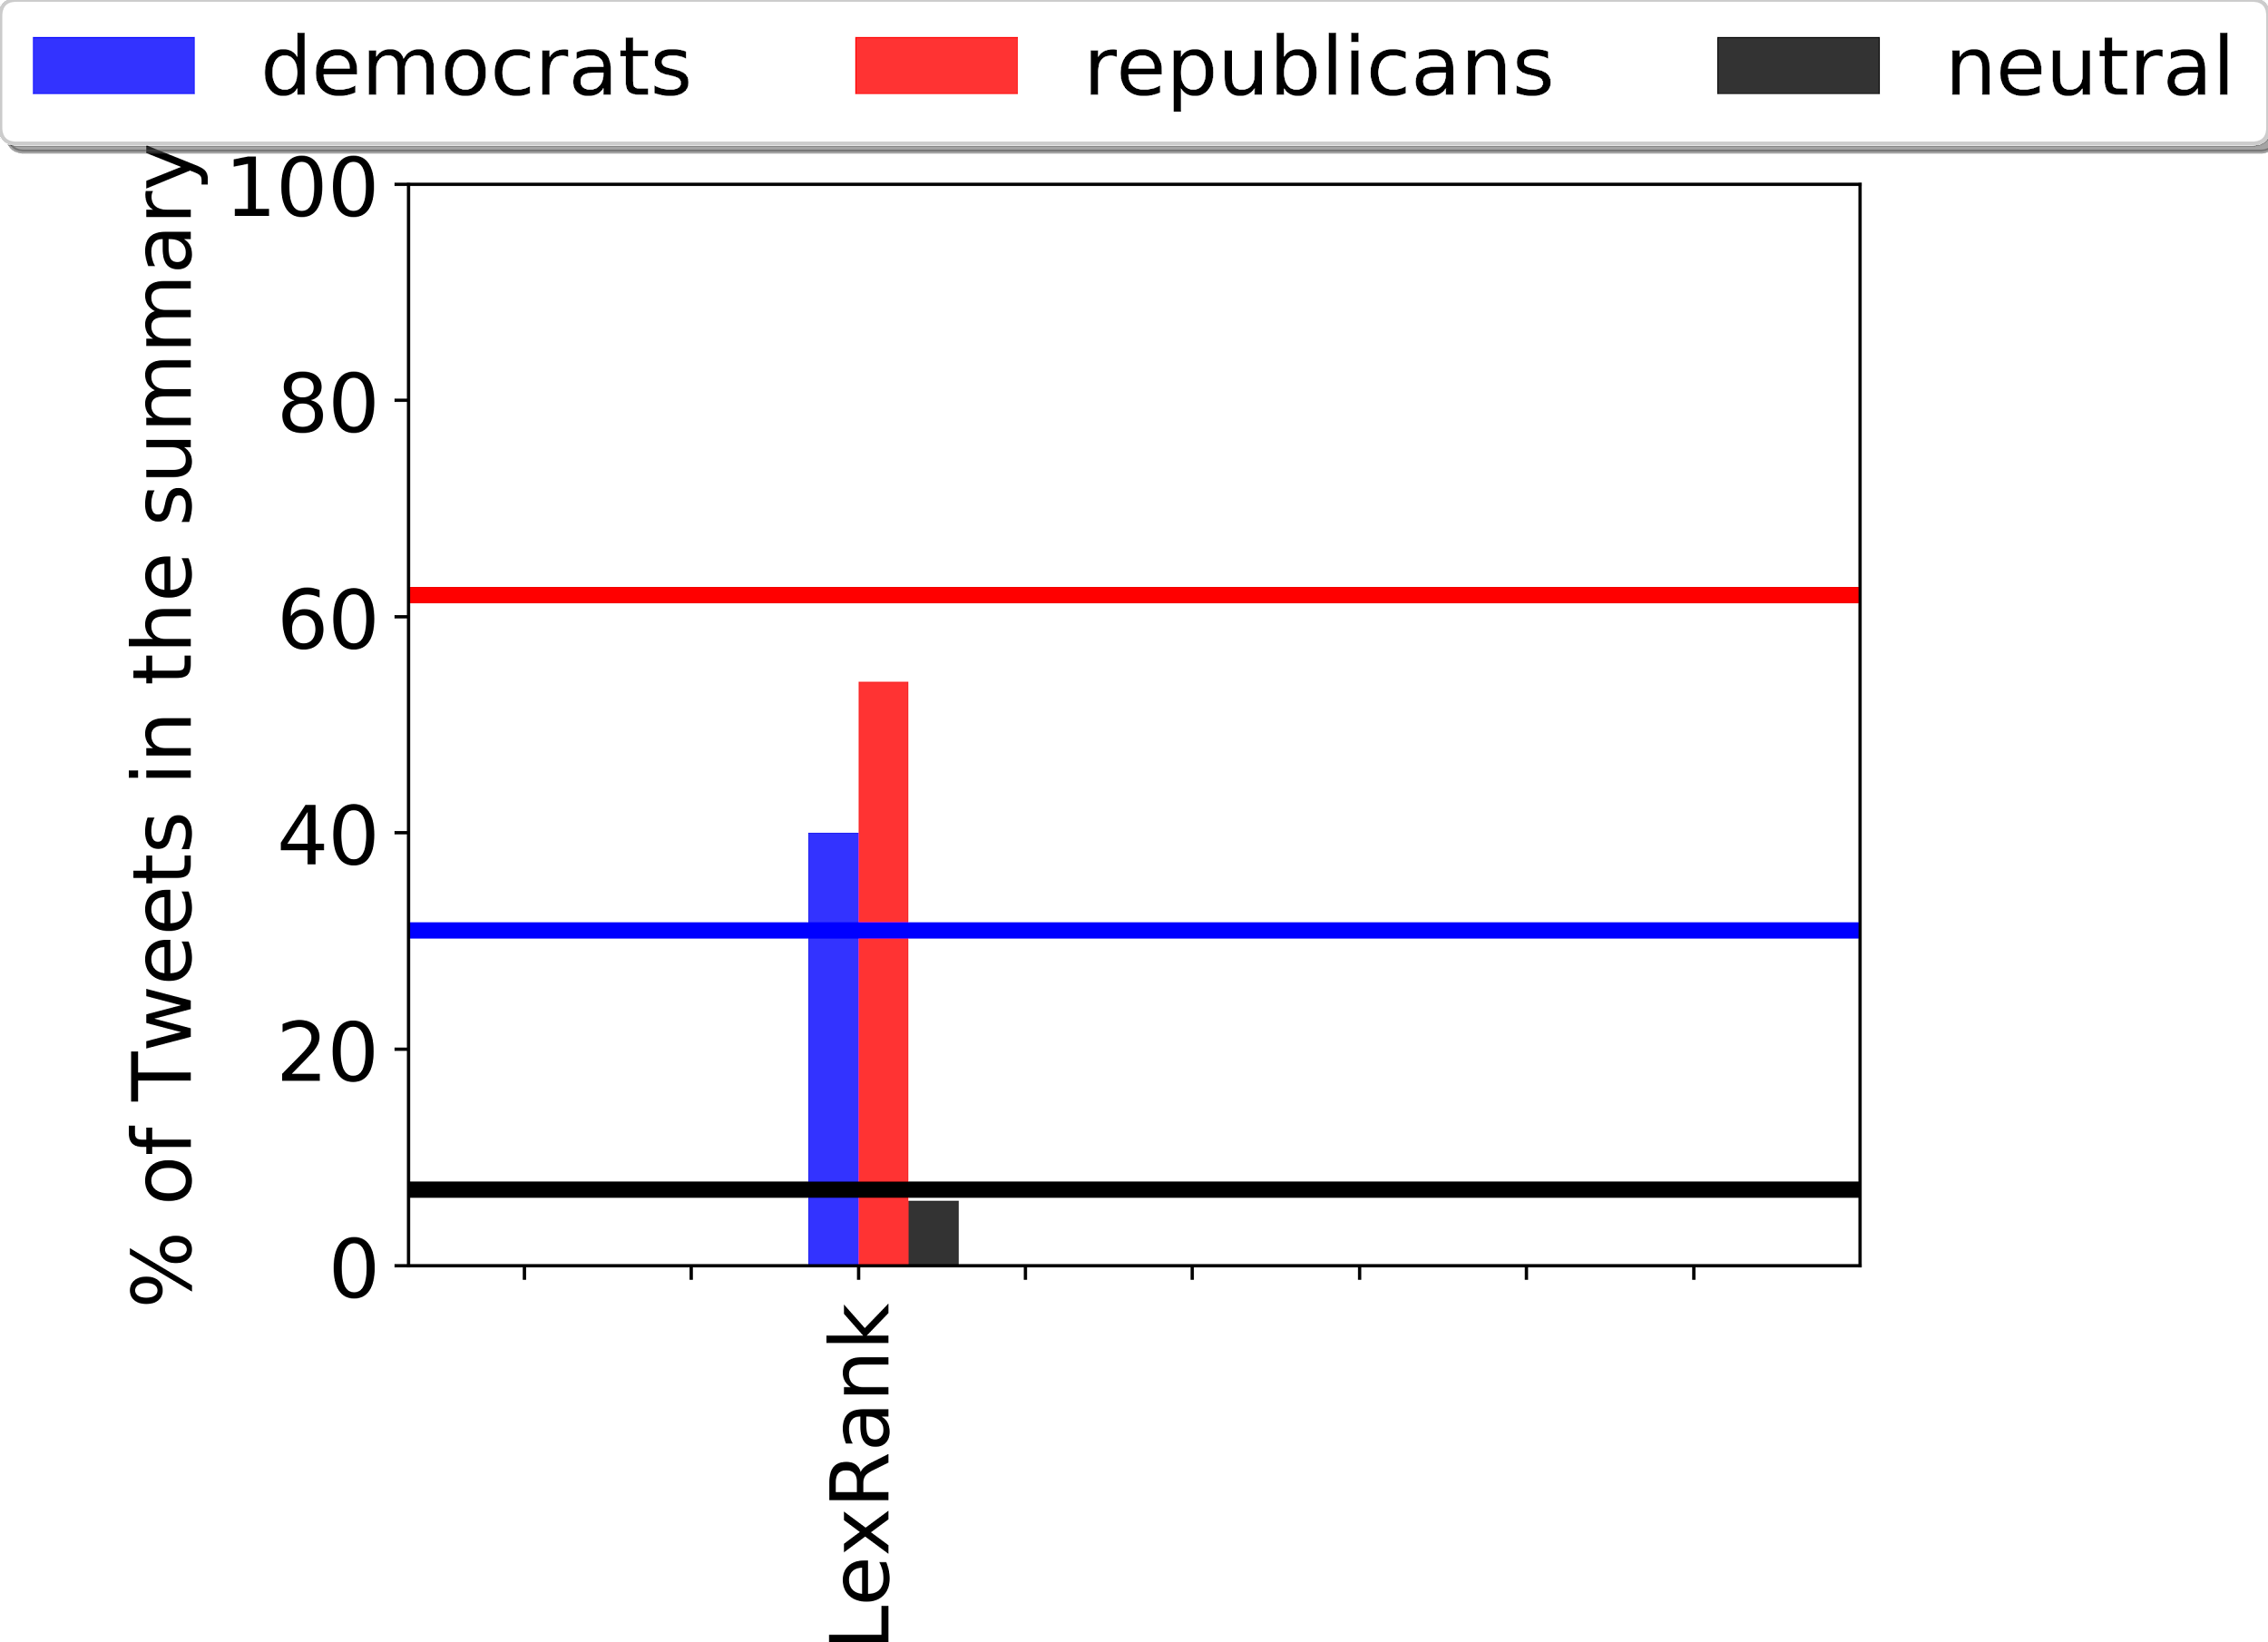 democrats republicans neutral
% of Tweets in the summary
100
80
60
40
20
0
LexRank